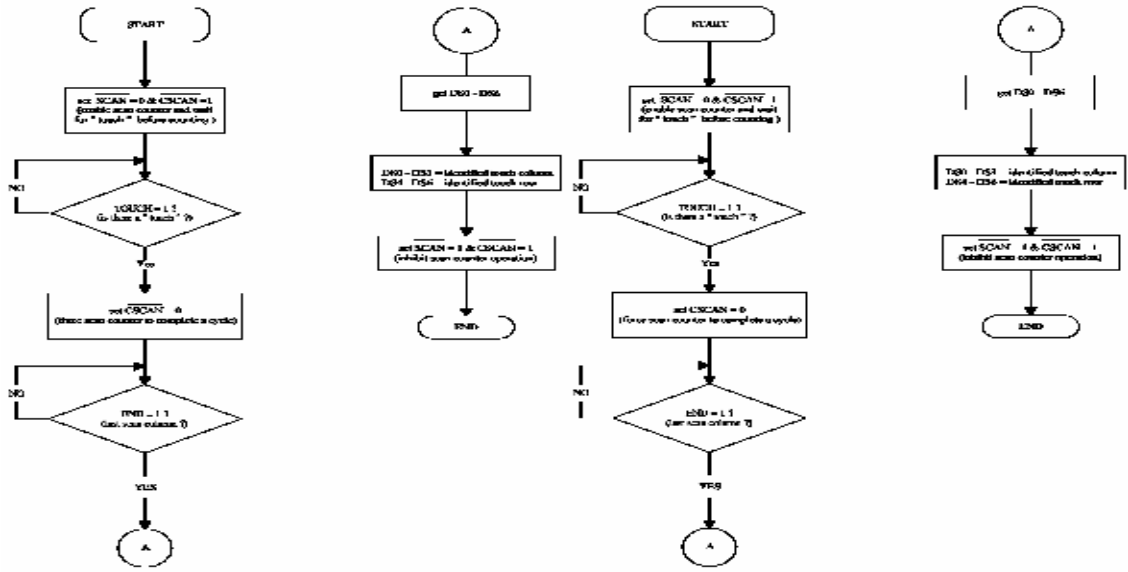 START
set SCAN = 0 & CSCAN = 1
(enable scan counter and wait
for " touch " before counting )
NO
TOUCH = 1 ?
(is there a " touch " ?)
Yes
set CSCAN = 0
(force scan counter to complete a cycle)
NO
END = 1 ?
(last scan column ?)
YES
A
A
get DS0 - DS6
DS0 - DS3 = identified touch column
DS4 - DS6 = identified touch row
set SCAN = & CSCAN = 1
(inhibit scan counter operation)
END
START
set SCAN 0 & CSCAN 1
(enable scan counter and wait
for " touch " before counting )
NO
TOUCH = 1 ?
(is there a " touch " ?)
Yes
set CSCAN = 0
(force scan counter to complete a cycle)
NO
END = 1 ?
(last scan column ?)
YES
A
A
get DS0 DS6
DS0 DS3 identified touch column
DS4 - DS6 = identified touch row
set SCAN & CSCAN 1
(inhibit scan counter operation)
END